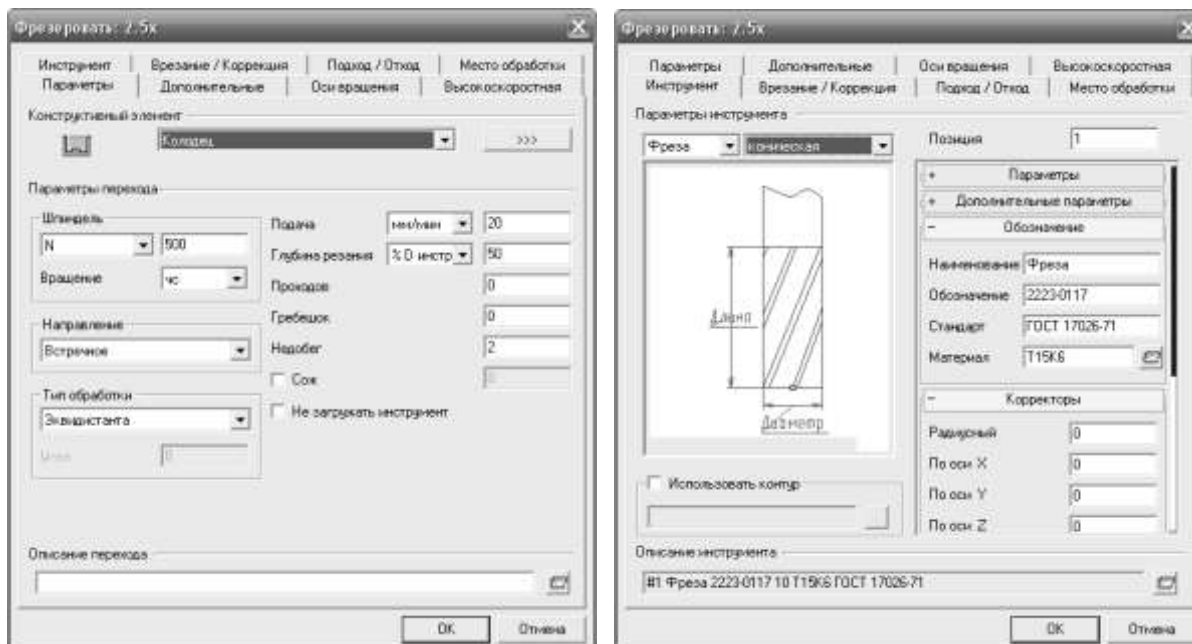 Фрезеровать: 2.5x
Инструмент Врезание / Коррекция Подход / Отход Место обработки
Параметры Дополнительные Оси вращения Высокоскоростная
Конструктивный элемент
Колодец >>>
Параметры перехода
Шпиндель
N 500
Вращение чс
Направление
Встречное
Тип обработки
Эквидистанта
Угол 0
Подача мм/мин 20
Глубина резания % D инстр 50
Проходов 0
Гребешок 0
Недобег 2
Сож
Не загружать инструмент
Описание перехода
OK Отмена
Фрезеровать: 2.5x
Параметры Дополнительные Оси вращения Высокоскоростная
Инструмент Врезание / Коррекция Подход / Отход Место обработки
Параметры инструмента
Фреза коническая
Длина
Диаметр
Использовать контур
Позиция 1
+ Параметры
+ Дополнительные параметры
- Обозначение
Наименование Фреза
Обозначение 2223-0117
Стандарт ГОСТ 17026-71
Материал T15K6
- Корректоры
Радиусный 0
По оси X 0
По оси Y 0
По оси Z 0
Описание инструмента
#1 Фреза 2223-0117 10 T15K6 ГОСТ 17026-71
OK Отмена